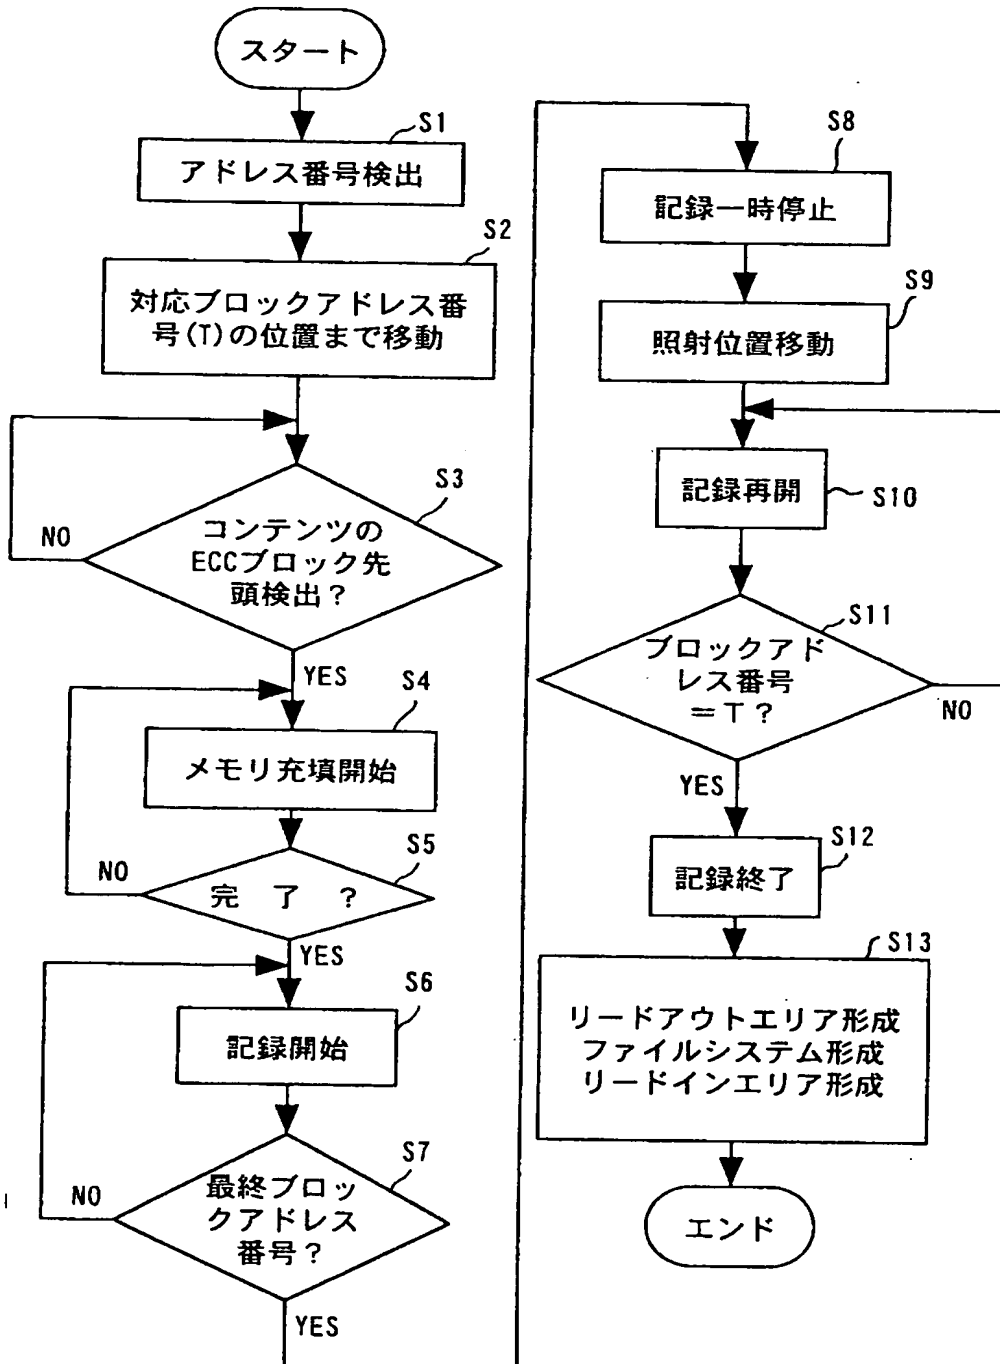 スタート
S1
アドレス番号検出
S2
対応ブロックアドレス番
号(T)の位置まで移動
S3
コンテンツの
ECCブロック先
頭検出？
NO
YES
S4
メモリ充填開始
S5
完了？
NO
YES
S6
記録開始
S7
最終ブロッ
クアドレス
番号？
NO
YES
S8
記録一時停止
S9
照射位置移動
S10
記録再開
S11
ブロックアド
レス番号
＝T？
NO
YES
S12
記録終了
S13
リードアウトエリア形成
ファイルシステム形成
リードインエリア形成
エンド